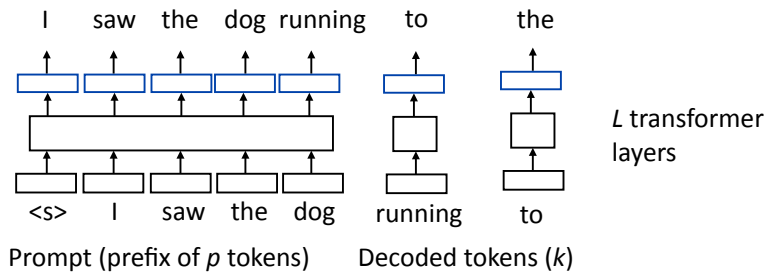 I saw the dog running to the
L transformer layers
<s> I saw the dog running to
Prompt (prefix of p tokens) Decoded tokens (k)